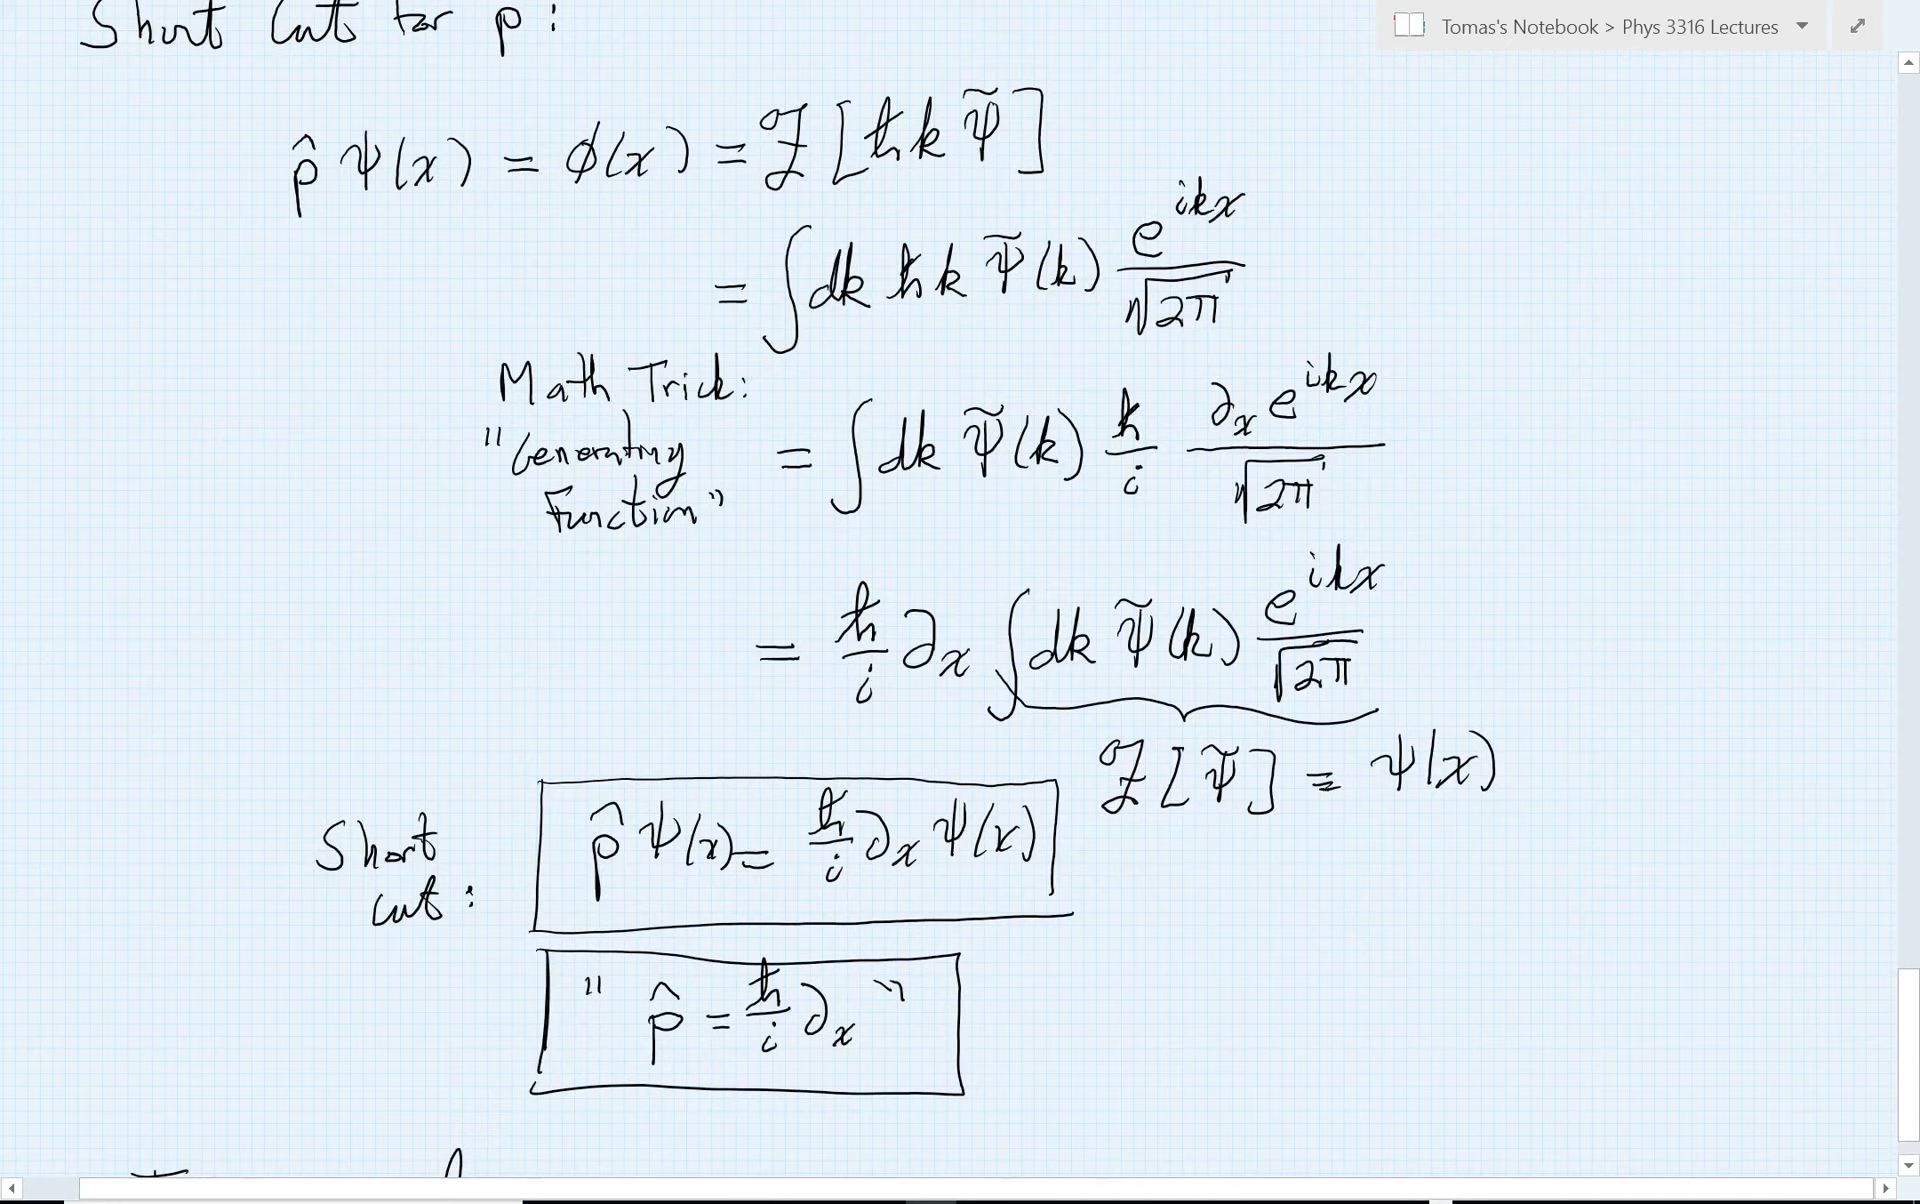 Short Cuts for p:
Tomas's Notebook > Phys 3316 Lectures
p̂ ψ(x) = ϕ(x) = ℱ[ħk ψ̃]
= ∫dk ħk ψ̃(k) e^{ikx}/√2π
Math Trick:
"Generating
Function"
= ∫dk ψ̃(k) ħ/i ∂ₓe^{ikx}/√2π
= ħ/i ∂ₓ ∫dk ψ̃(k) e^{ikx}/√2π
ℱ[ψ̃] = ψ(x)
Short
cut:
p̂ ψ(x) = ħ/i ∂ₓ ψ(x)
" p̂ = ħ/i ∂ₓ "